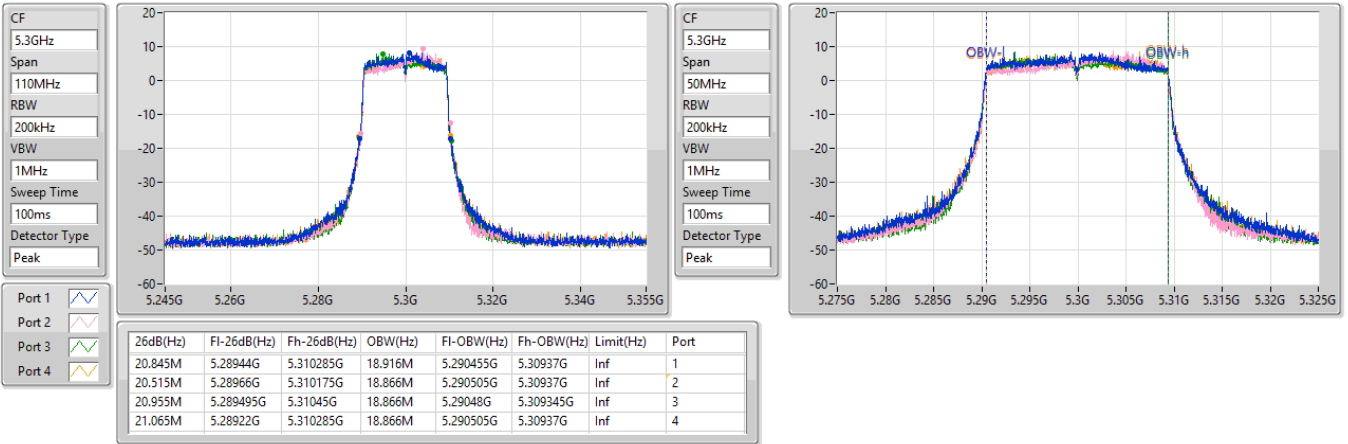 CF
5.3GHz
Span
110MHz
RBW
200kHz
VBW
1MHz
Sweep Time
100ms
Detector Type
Peak
20
10
0
-10
-20
-30
-40
-50
-60
5.245G 5.26G 5.28G 5.3G 5.32G 5.34G 5.355G
CF
5.3GHz
Span
50MHz
RBW
200kHz
VBW
1MHz
Sweep Time
100ms
Detector Type
Peak
20
10
0
-10
-20
-30
-40
-50
-60
OBW-l OBW-h
5.275G 5.28G 5.285G 5.29G 5.295G 5.3G 5.305G 5.31G 5.315G 5.32G 5.325G
Port 1
Port 2
Port 3
Port 4
26dB(Hz) Fl-26dB(Hz) Fh-26dB(Hz) OBW(Hz) Fl-OBW(Hz) Fh-OBW(Hz) Limit(Hz) Port
20.845M 5.28944G 5.310285G 18.916M 5.290455G 5.30937G Inf 1
20.515M 5.28966G 5.310175G 18.866M 5.290505G 5.30937G Inf 2
20.955M 5.289495G 5.31045G 18.866M 5.29048G 5.309345G Inf 3
21.065M 5.28922G 5.310285G 18.866M 5.290505G 5.30937G Inf 4